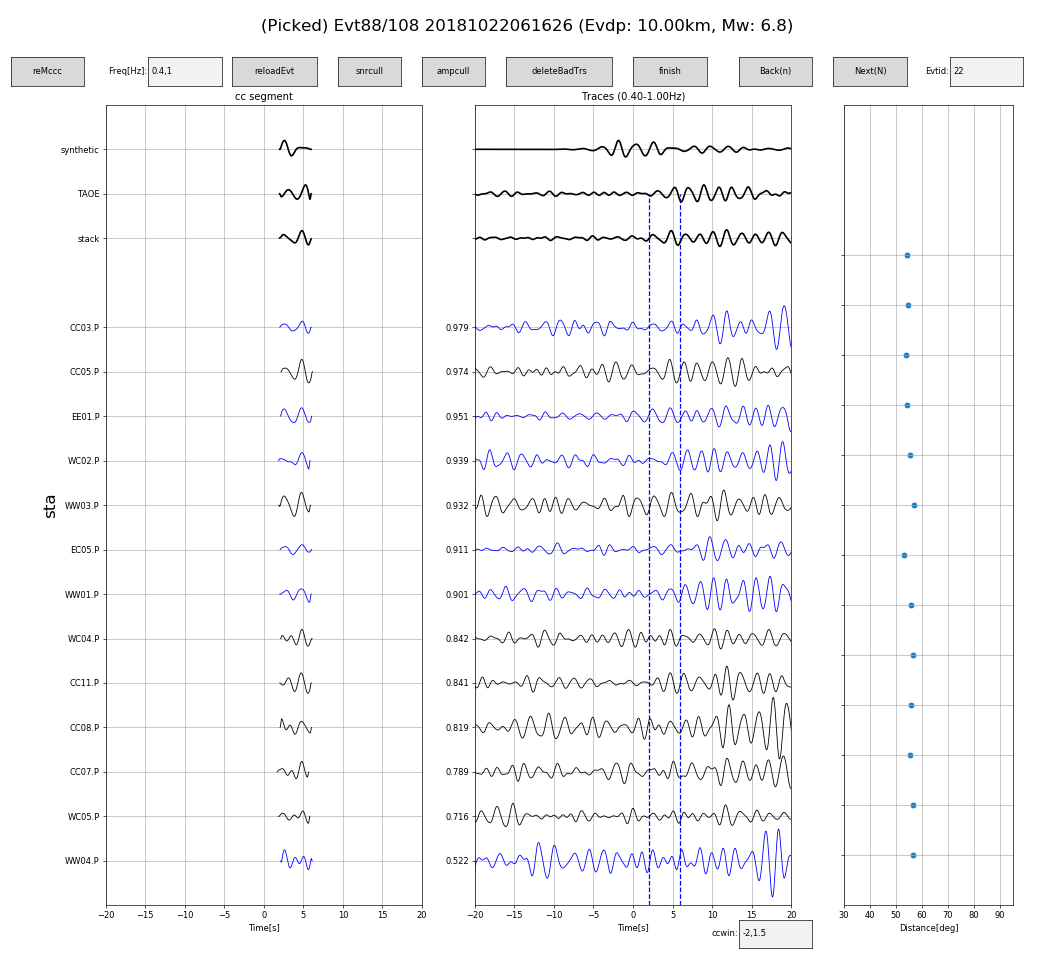 (Picked) Evt88/108 20181022061626 (Evdp: 10.00km, Mw: 6.8)
reMccc
Freq[Hz]: 0.4,1
reloadEvt
snrcull
ampcull
deleteBadTrs
finish
Back(n)
Next(N)
Evtid: 22
cc segment
Traces (0.40-1.00Hz)
synthetic
TAOE
stack
CC03.P 0.979
CC05.P 0.974
EE01.P 0.951
WC02.P 0.939
WW03.P 0.932
EC05.P 0.911
WW01.P 0.901
WC04.P 0.842
CC11.P 0.841
CC08.P 0.819
CC07.P 0.789
WC05.P 0.716
WW04.P 0.522
sta
−20 −15 −10 −5 0 5 10 15 20
−20 −15 −10 −5 0 5 10 15 20
30 40 50 60 70 80 90
Time[s]
Time[s]
Distance[deg]
ccwin: -2,1.5